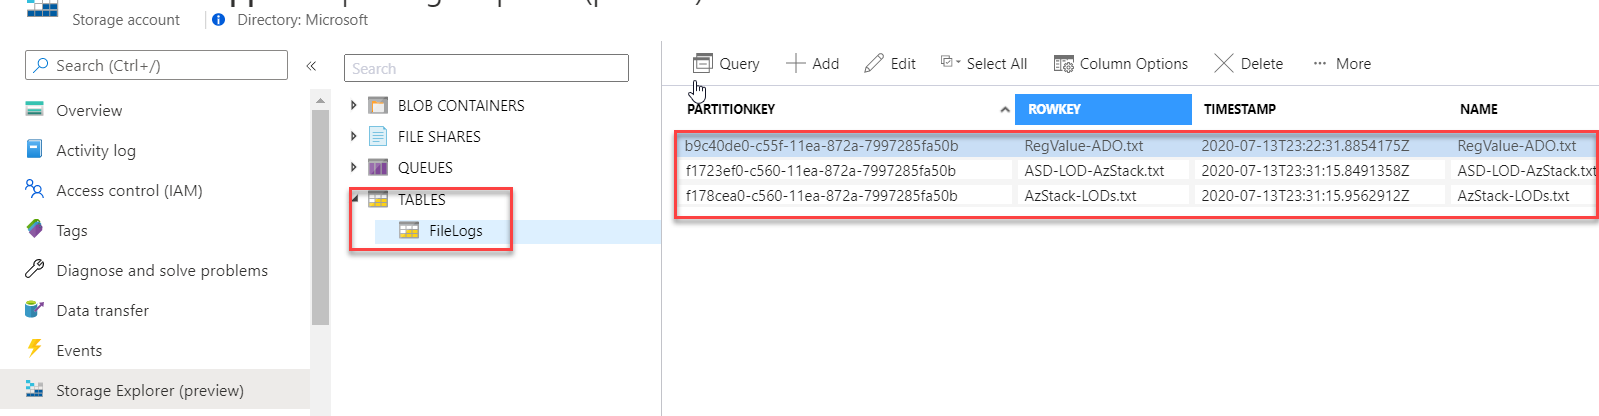 Storage account
Directory: Microsoft
Search (Ctrl+/)
«
Overview
Activity log
Access control (IAM)
Tags
Diagnose and solve problems
Data transfer
Events
Storage Explorer (preview)
Search
BLOB CONTAINERS
FILE SHARES
QUEUES
TABLES
FileLogs
Query Add Edit Select All Column Options Delete ··· More
PARTITIONKEY ROWKEY TIMESTAMP NAME
b9c40de0-c55f-11ea-872a-7997285fa50b RegValue-ADO.txt 2020-07-13T23:22:31.8854175Z RegValue-ADO.txt
f1723ef0-c560-11ea-872a-7997285fa50b ASD-LOD-AzStack.txt 2020-07-13T23:31:15.8491358Z ASD-LOD-AzStack.txt
f178cea0-c560-11ea-872a-7997285fa50b AzStack-LODs.txt 2020-07-13T23:31:15.9562912Z AzStack-LODs.txt